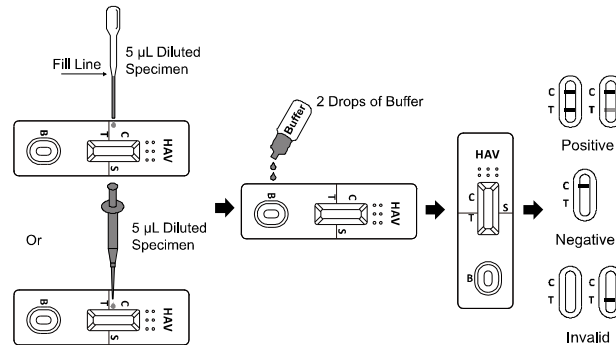 5 µL Diluted
Specimen
Fill Line
B
T
C
S
HAV
Or
5 µL Diluted
Specimen
B
T
C
S
HAV
Buffer
2 Drops of Buffer
B
T
C
S
HAV
HAV
C
T
S
B
C
T
C
T
Positive
C
T
Negative
C
T
C
T
Invalid